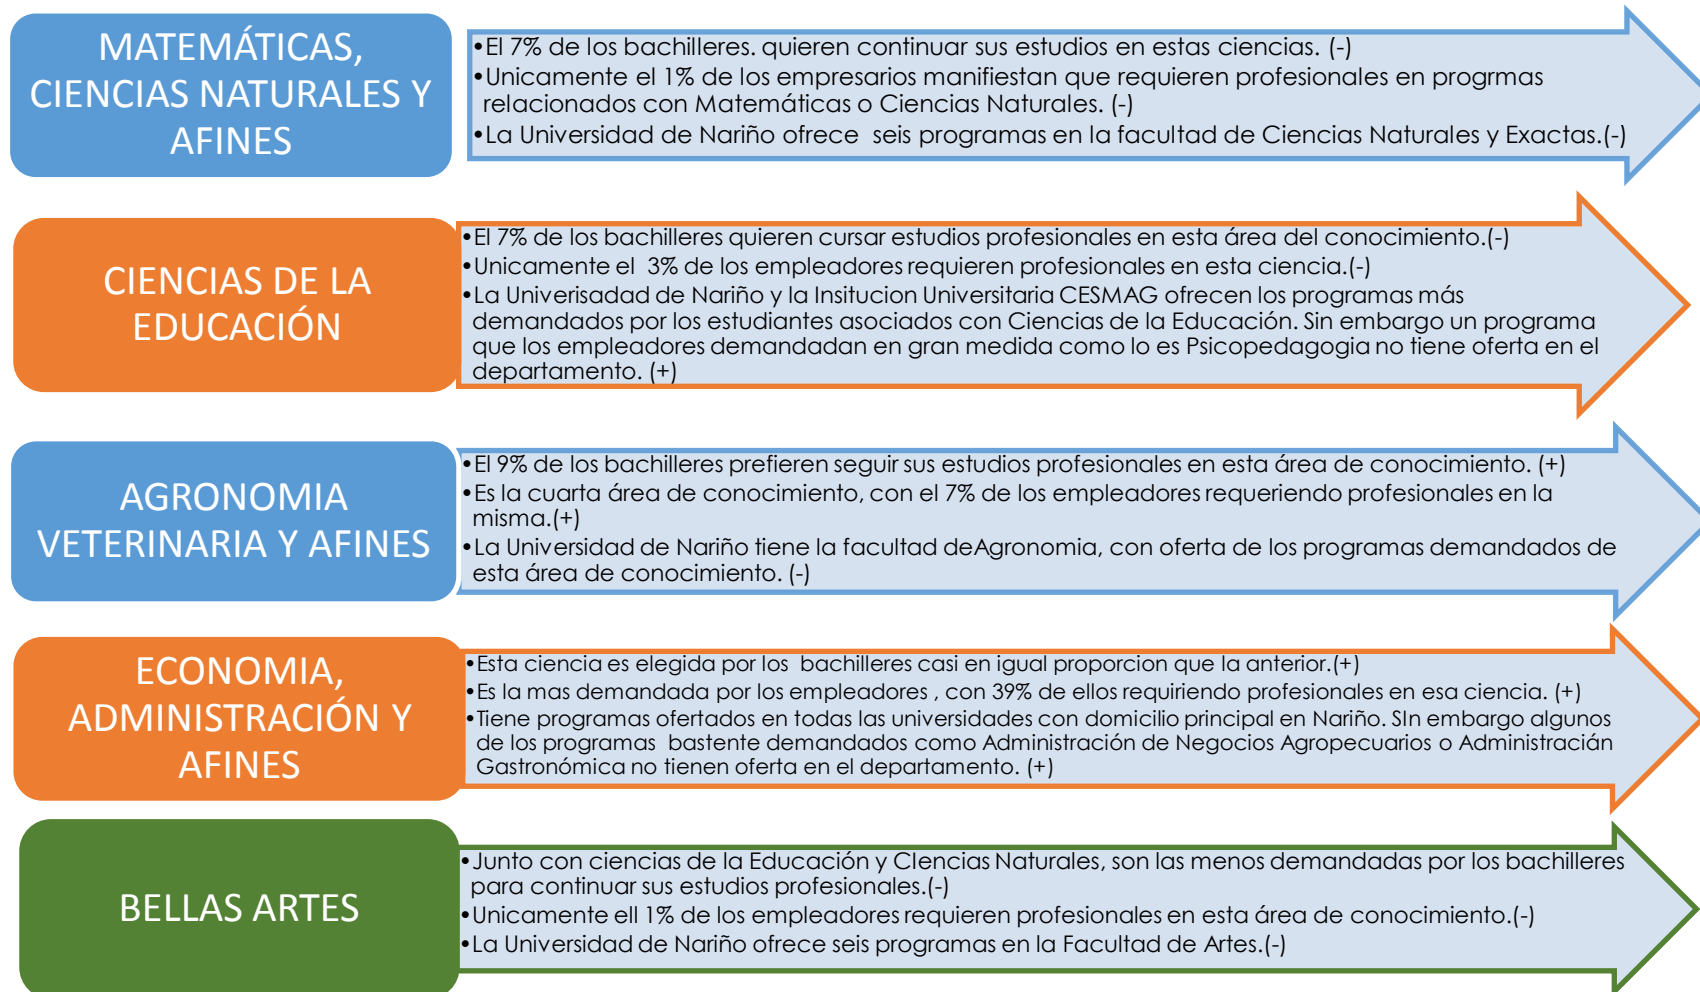 MATEMÁTICAS,
CIENCIAS NATURALES Y
AFINES
•El 7% de los bachilleres. quieren continuar sus estudios en estas ciencias. (-)
•Unicamente el 1% de los empresarios manifiestan que requieren profesionales en progrmas
relacionados con Matemáticas o Ciencias Naturales. (-)
•La Universidad de Nariño ofrece seis programas en la facultad de Ciencias Naturales y Exactas.(-)
CIENCIAS DE LA
EDUCACIÓN
•El 7% de los bachilleres quieren cursar estudios profesionales en esta área del conocimiento.(-)
•Unicamente el 3% de los empleadores requieren profesionales en esta ciencia.(-)
•La Univerisadad de Nariño y la Insitucion Universitaria CESMAG ofrecen los programas más
demandados por los estudiantes asociados con Ciencias de la Educación. Sin embargo un programa
que los empleadores demandadan en gran medida como lo es Psicopedagogia no tiene oferta en el
departamento. (+)
AGRONOMIA
VETERINARIA Y AFINES
•El 9% de los bachilleres prefieren seguir sus estudios profesionales en esta área de conocimiento. (+)
•Es la cuarta área de conocimiento, con el 7% de los empleadores requeriendo profesionales en la
misma.(+)
•La Universidad de Nariño tiene la facultad deAgronomia, con oferta de los programas demandados de
esta área de conocimiento. (-)
ECONOMIA,
ADMINISTRACIÓN Y
AFINES
•Esta ciencia es elegida por los bachilleres casi en igual proporcion que la anterior.(+)
•Es la mas demandada por los empleadores , con 39% de ellos requiriendo profesionales en esa ciencia. (+)
•Tiene programas ofertados en todas las universidades con domicilio principal en Nariño. SIn embargo algunos
de los programas bastente demandados como Administración de Negocios Agropecuarios o Administracián
Gastronómica no tienen oferta en el departamento. (+)
BELLAS ARTES
•Junto con ciencias de la Educación y CIencias Naturales, son las menos demandadas por los bachilleres
para continuar sus estudios profesionales.(-)
•Unicamente ell 1% de los empleadores requieren profesionales en esta área de conocimiento.(-)
•La Universidad de Nariño ofrece seis programas en la Facultad de Artes.(-)